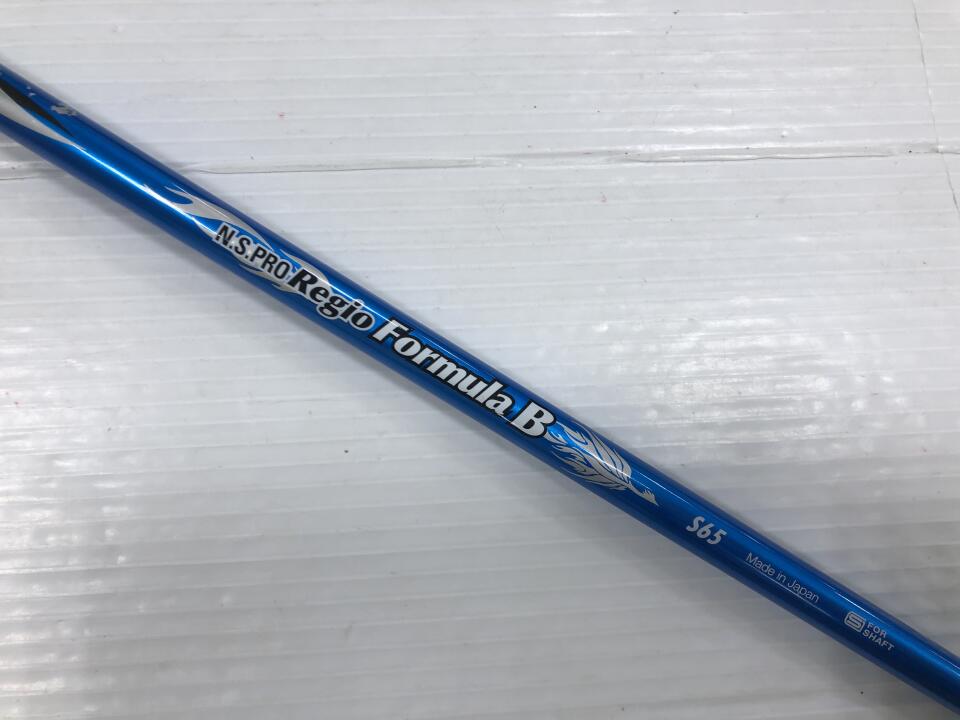 N.S.PRO Regio Formula B
S65
Made in Japan
S FOR
SHAFT